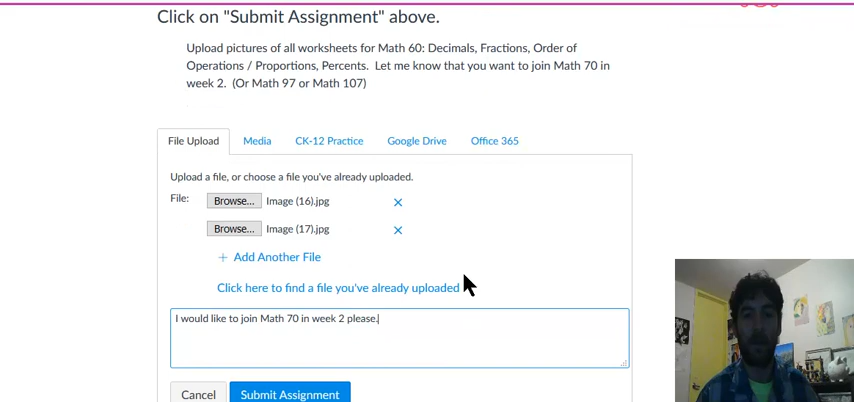 Click on "Submit Assignment" above.
Upload pictures of all worksheets for Math 60: Decimals, Fractions, Order of
Operations / Proportions, Percents.  Let me know that you want to join Math 70 in
week 2.  (Or Math 97 or Math 107)
File Upload Media CK-12 Practice Google Drive Office 365
Upload a file, or choose a file you've already uploaded.
File: Browse... Image (16).jpg
Browse... Image (17).jpg
+ Add Another File
Click here to find a file you've already uploaded
I would like to join Math 70 in week 2 please.
Cancel Submit Assignment